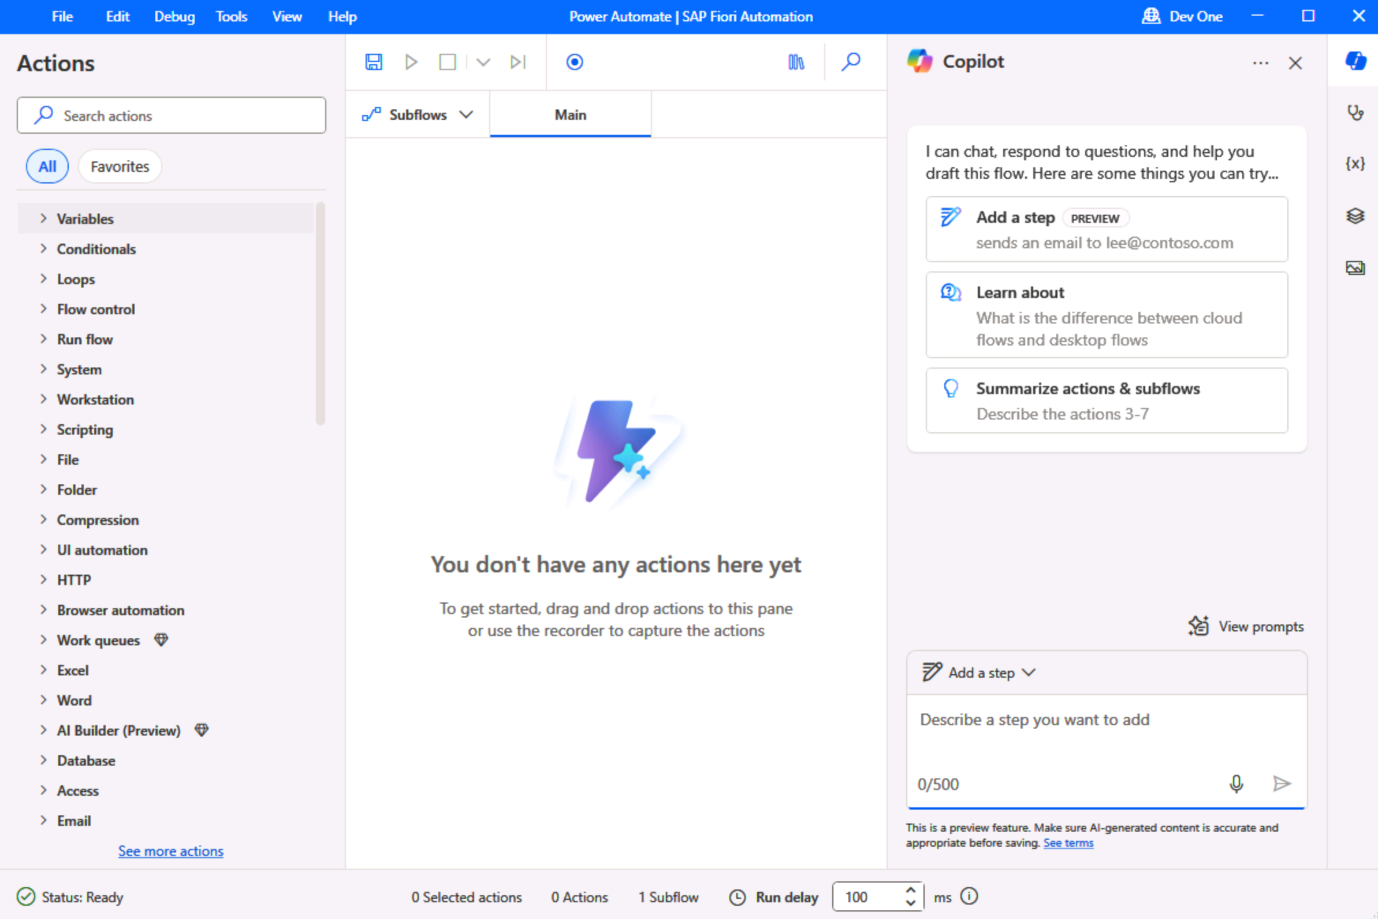 File Edit Debug Tools View Help
Power Automate | SAP Fiori Automation
Dev One
Actions
Search actions
All Favorites
Variables
Conditionals
Loops
Flow control
Run flow
System
Workstation
Scripting
File
Folder
Compression
UI automation
HTTP
Browser automation
Work queues
Excel
Word
AI Builder (Preview)
Database
Access
Email
See more actions
Subflows Main
You don't have any actions here yet
To get started, drag and drop actions to this pane
or use the recorder to capture the actions
Copilot
I can chat, respond to questions, and help you
draft this flow. Here are some things you can try...
Add a step PREVIEW
sends an email to lee@contoso.com
Learn about
What is the difference between cloud
flows and desktop flows
Summarize actions & subflows
Describe the actions 3-7
View prompts
Add a step
Describe a step you want to add
0/500
This is a preview feature. Make sure AI-generated content is accurate and
appropriate before saving. See terms
{x}
Status: Ready
0 Selected actions 0 Actions 1 Subflow Run delay 100 ms